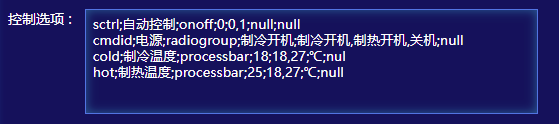 控制选项：
sctrl;自动控制;onoff;0;0,1;null;null
cmdid;电源;radiogroup;制冷开机;制冷开机,制热开机,关机;null
cold;制冷温度;processbar;18;18,27;℃;nul
hot;制热温度;processbar;25;18,27;℃;null